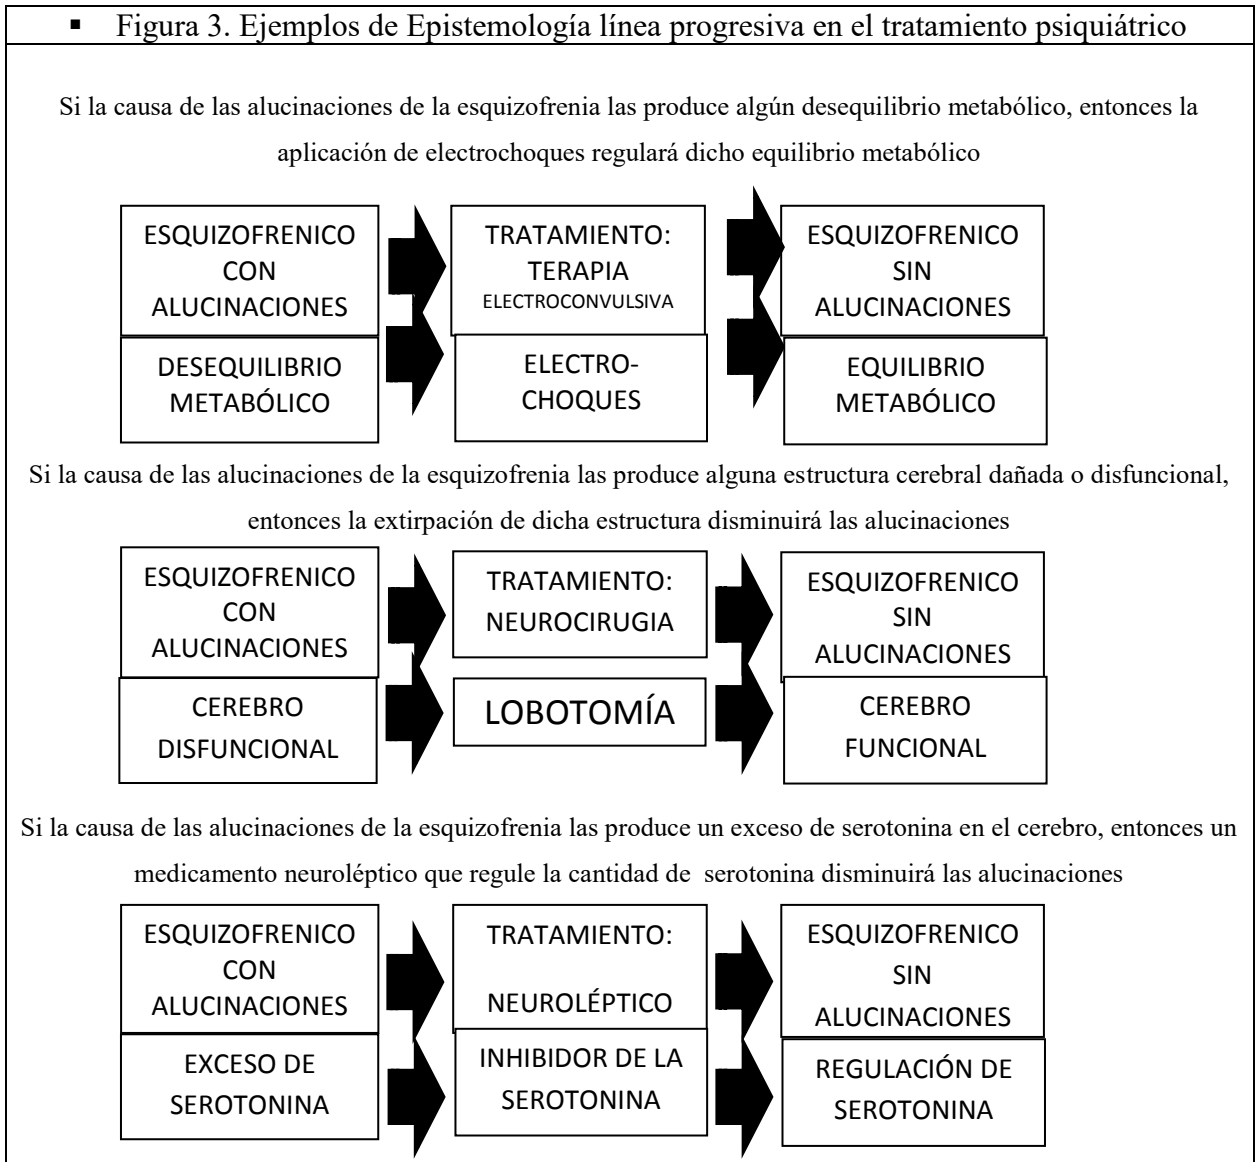 ▪ Figura 3. Ejemplos de Epistemología línea progresiva en el tratamiento psiquiátrico
Si la causa de las alucinaciones de la esquizofrenia las produce algún desequilibrio metabólico, entonces la
aplicación de electrochoques regulará dicho equilibrio metabólico
ESQUIZOFRENICO
CON
ALUCINACIONES
TRATAMIENTO:
TERAPIA
ELECTROCONVULSIVA
ESQUIZOFRENICO
SIN
ALUCINACIONES
DESEQUILIBRIO
METABÓLICO
ELECTRO-
CHOQUES
EQUILIBRIO
METABÓLICO
Si la causa de las alucinaciones de la esquizofrenia las produce alguna estructura cerebral dañada o disfuncional,
entonces la extirpación de dicha estructura disminuirá las alucinaciones
ESQUIZOFRENICO
CON
ALUCINACIONES
TRATAMIENTO:
NEUROCIRUGIA
ESQUIZOFRENICO
SIN
ALUCINACIONES
CEREBRO
DISFUNCIONAL
LOBOTOMÍA
CEREBRO
FUNCIONAL
Si la causa de las alucinaciones de la esquizofrenia las produce un exceso de serotonina en el cerebro, entonces un
medicamento neuroléptico que regule la cantidad de serotonina disminuirá las alucinaciones
ESQUIZOFRENICO
CON
ALUCINACIONES
TRATAMIENTO:
NEUROLÉPTICO
ESQUIZOFRENICO
SIN
ALUCINACIONES
EXCESO DE
SEROTONINA
INHIBIDOR DE LA
SEROTONINA
REGULACIÓN DE
SEROTONINA